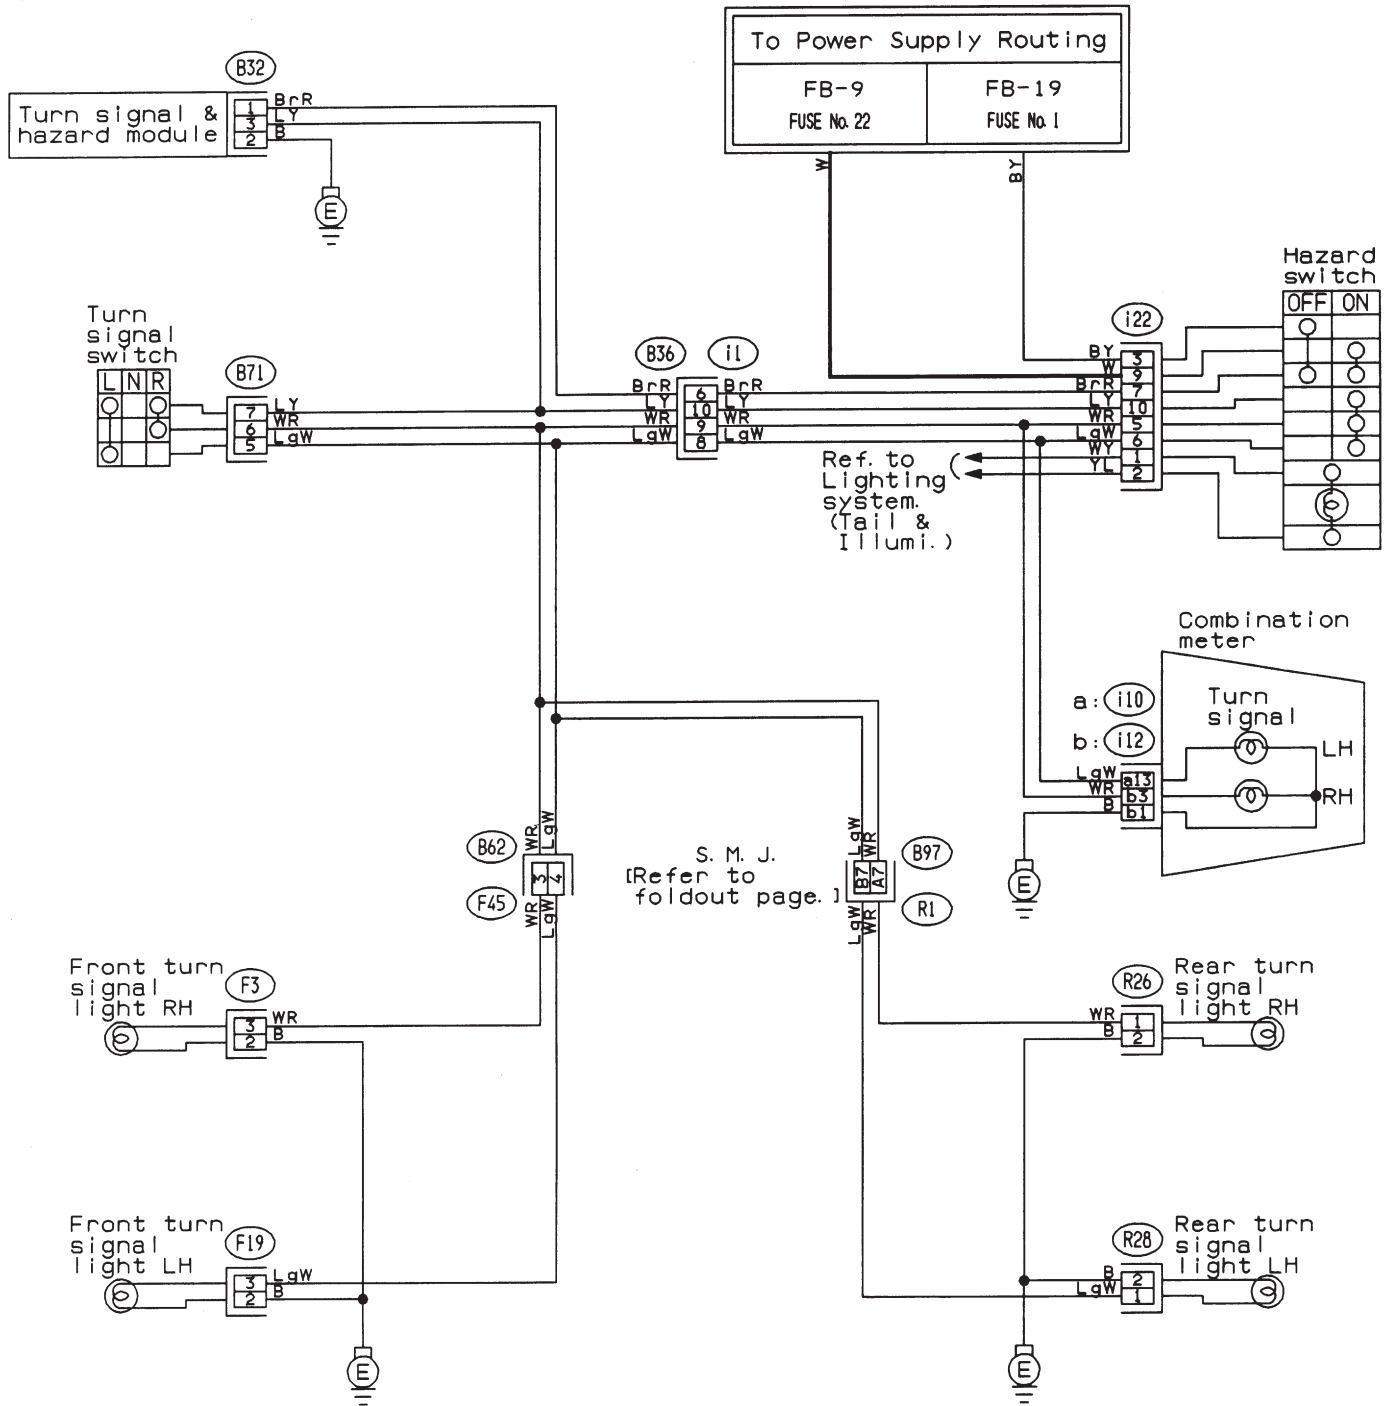 To Power Supply Routing
FB-9
FUSE No. 22
FB-19
FUSE No. 1
W
BY
B32
Turn signal &
hazard module
1
3
2
BrR
LY
B
E
Hazard
switch
OFF
ON
Turn
signal
switch
L
N
R
B71
7
6
5
LY
WR
LgW
B36
i1
BrR
LY
WR
LgW
6
10
9
8
BrR
LY
WR
LgW
i22
BY
W
BrR
LY
WR
LgW
WY
YL
3
9
7
10
5
6
1
2
Ref. to
Lighting
system.
(Tail &
Illumi.)
Combination
meter
a: i10
b: i12
Turn
signal
LH
RH
LgW
WR
B
a13
b3
b1
E
WR
LgW
B62
3
4
F45
WR
LgW
S. M. J.
[Refer to
foldout page.]
LgW
WR
B97
B7
A7
R1
LgW
WR
Front turn
signal
light RH
F3
3
2
WR
B
Rear turn
signal
light RH
R26
WR
B
1
2
Front turn
signal
light LH
F19
3
2
LgW
B
E
Rear turn
signal
light LH
R28
B
LgW
2
1
E